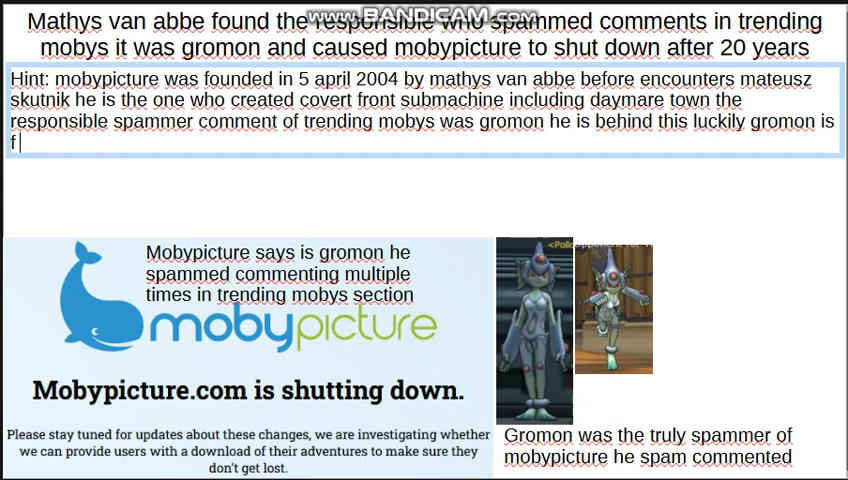 www.BANDICAM.com
Mathys van abbe found the responsible who spammed comments in trending
mobys it was gromon and caused mobypicture to shut down after 20 years
Hint: mobypicture was founded in 5 april 2004 by mathys van abbe before encounters mateusz
skutnik he is the one who created covert front submachine including daymare town the
responsible spammer comment of trending mobys was gromon he is behind this luckily gromon is
f
Mobypicture says is gromon he
spammed commenting multiple
times in trending mobys section
mobypicture
Mobypicture.com is shutting down.
Please stay tuned for updates about these changes, we are investigating whether
we can provide users with a download of their adventures to make sure they
don't get lost.
Gromon was the truly spammer of
mobypicture he spam commented